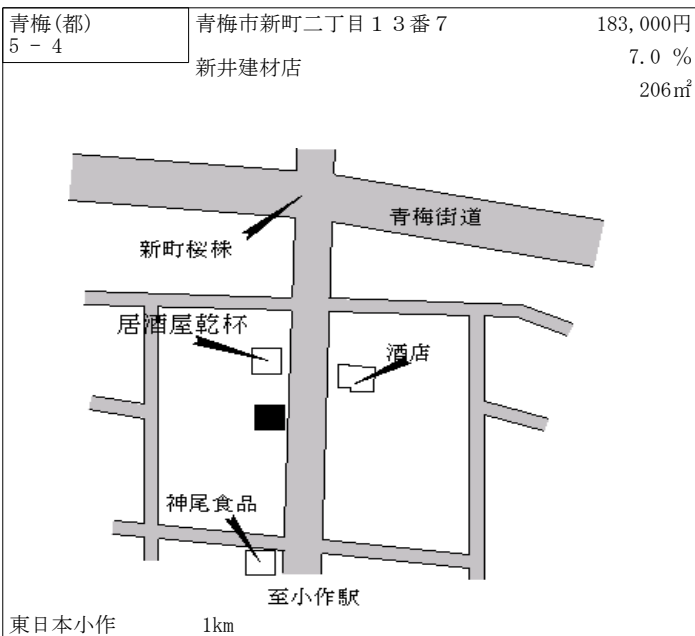 青梅(都)
5 - 4
青梅市新町二丁目１３番７
新井建材店
183,000円
7.0 %
206㎡
青梅街道
新町桜株
居酒屋乾杯
酒店
神尾食品
至小作駅
東日本小作 1km